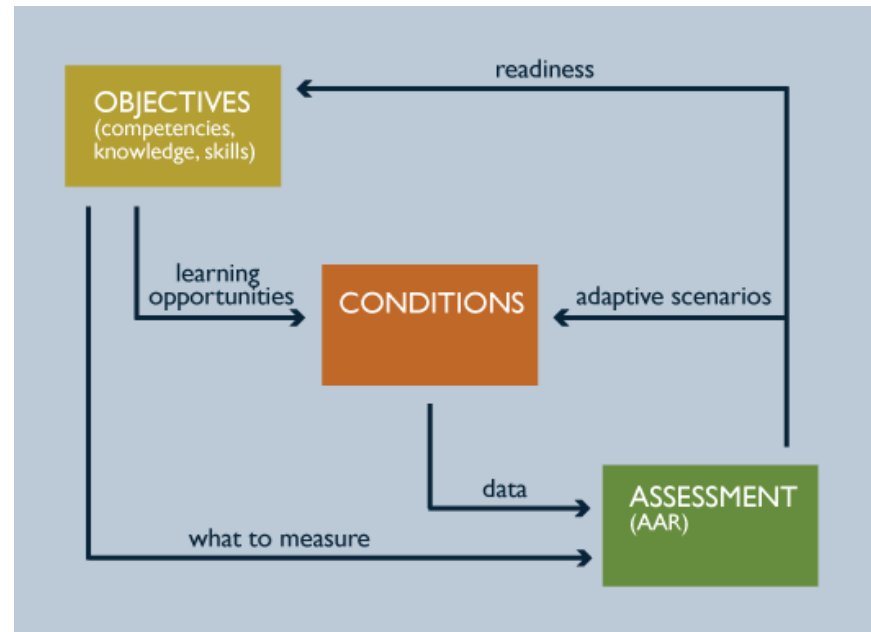 readiness
OBJECTIVES
(competencies,
knowledge, skills)
learning
opportunities
CONDITIONS
adaptive scenarios
data
ASSESSMENT
(AAR)
what to measure